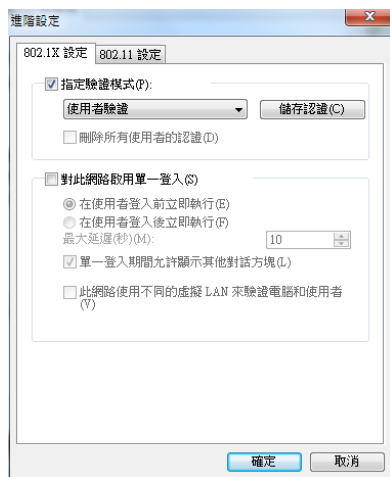 進階設定
802.1X 設定 802.11 設定
指定驗證模式(P):
使用者驗證 儲存認證(C)
刪除所有使用者的認證(D)
對此網路啟用單一登入(S)
在使用者登入前立即執行(E)
在使用者登入後立即執行(F)
最大延遲(秒)(M): 10
單一登入期間允許顯示其他對話方塊(L)
此網路使用不同的虛擬 LAN 來驗證電腦和使用者
(V)
確定 取消